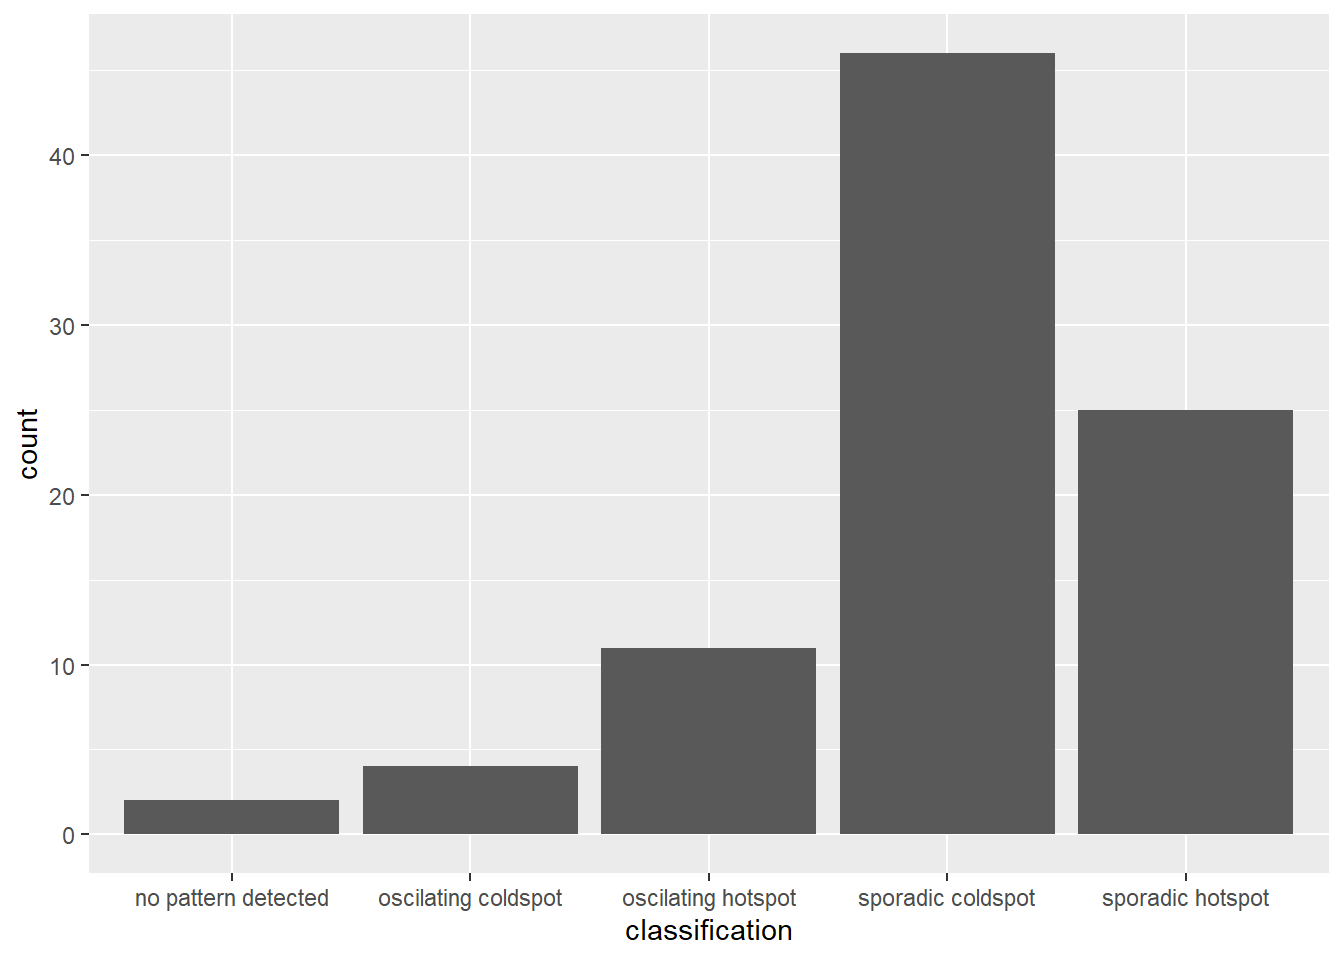 count
40
30
20
10
0
no pattern detected
oscilating coldspot
oscilating hotspot
sporadic coldspot
sporadic hotspot
classification